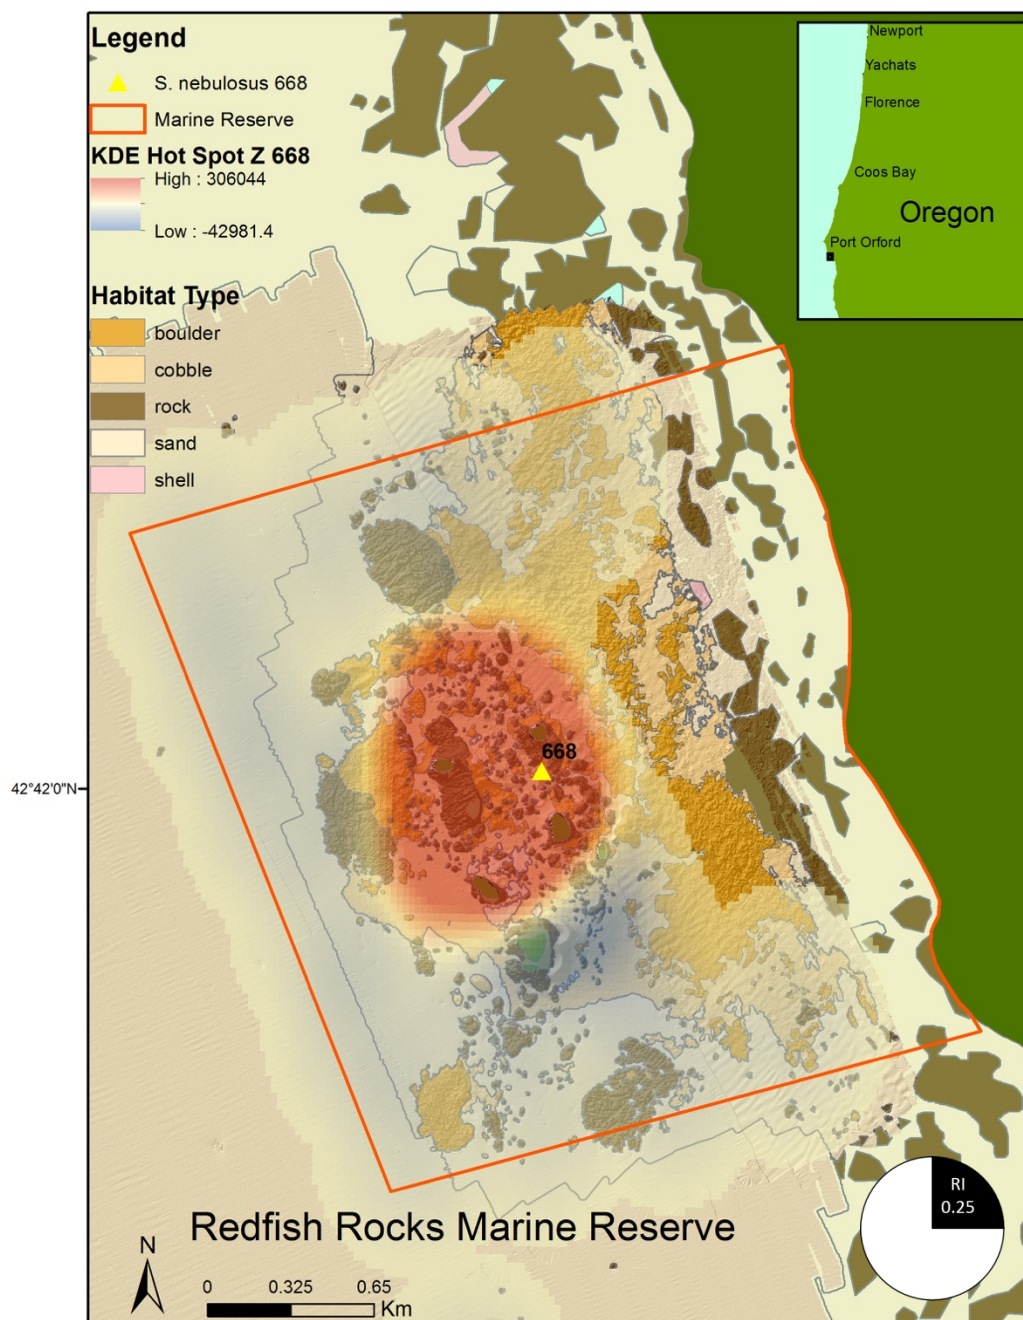 Legend
S. nebulosus 668
Marine Reserve
KDE Hot Spot Z 668
High : 306044
Low : -42981.4
Habitat Type
boulder
cobble
rock
sand
shell
Newport
Yachats
Florence
Coos Bay
Oregon
Port Orford
668
42°42'0"N
Redfish Rocks Marine Reserve
N
0 0.325 0.65
Km
RI
0.25